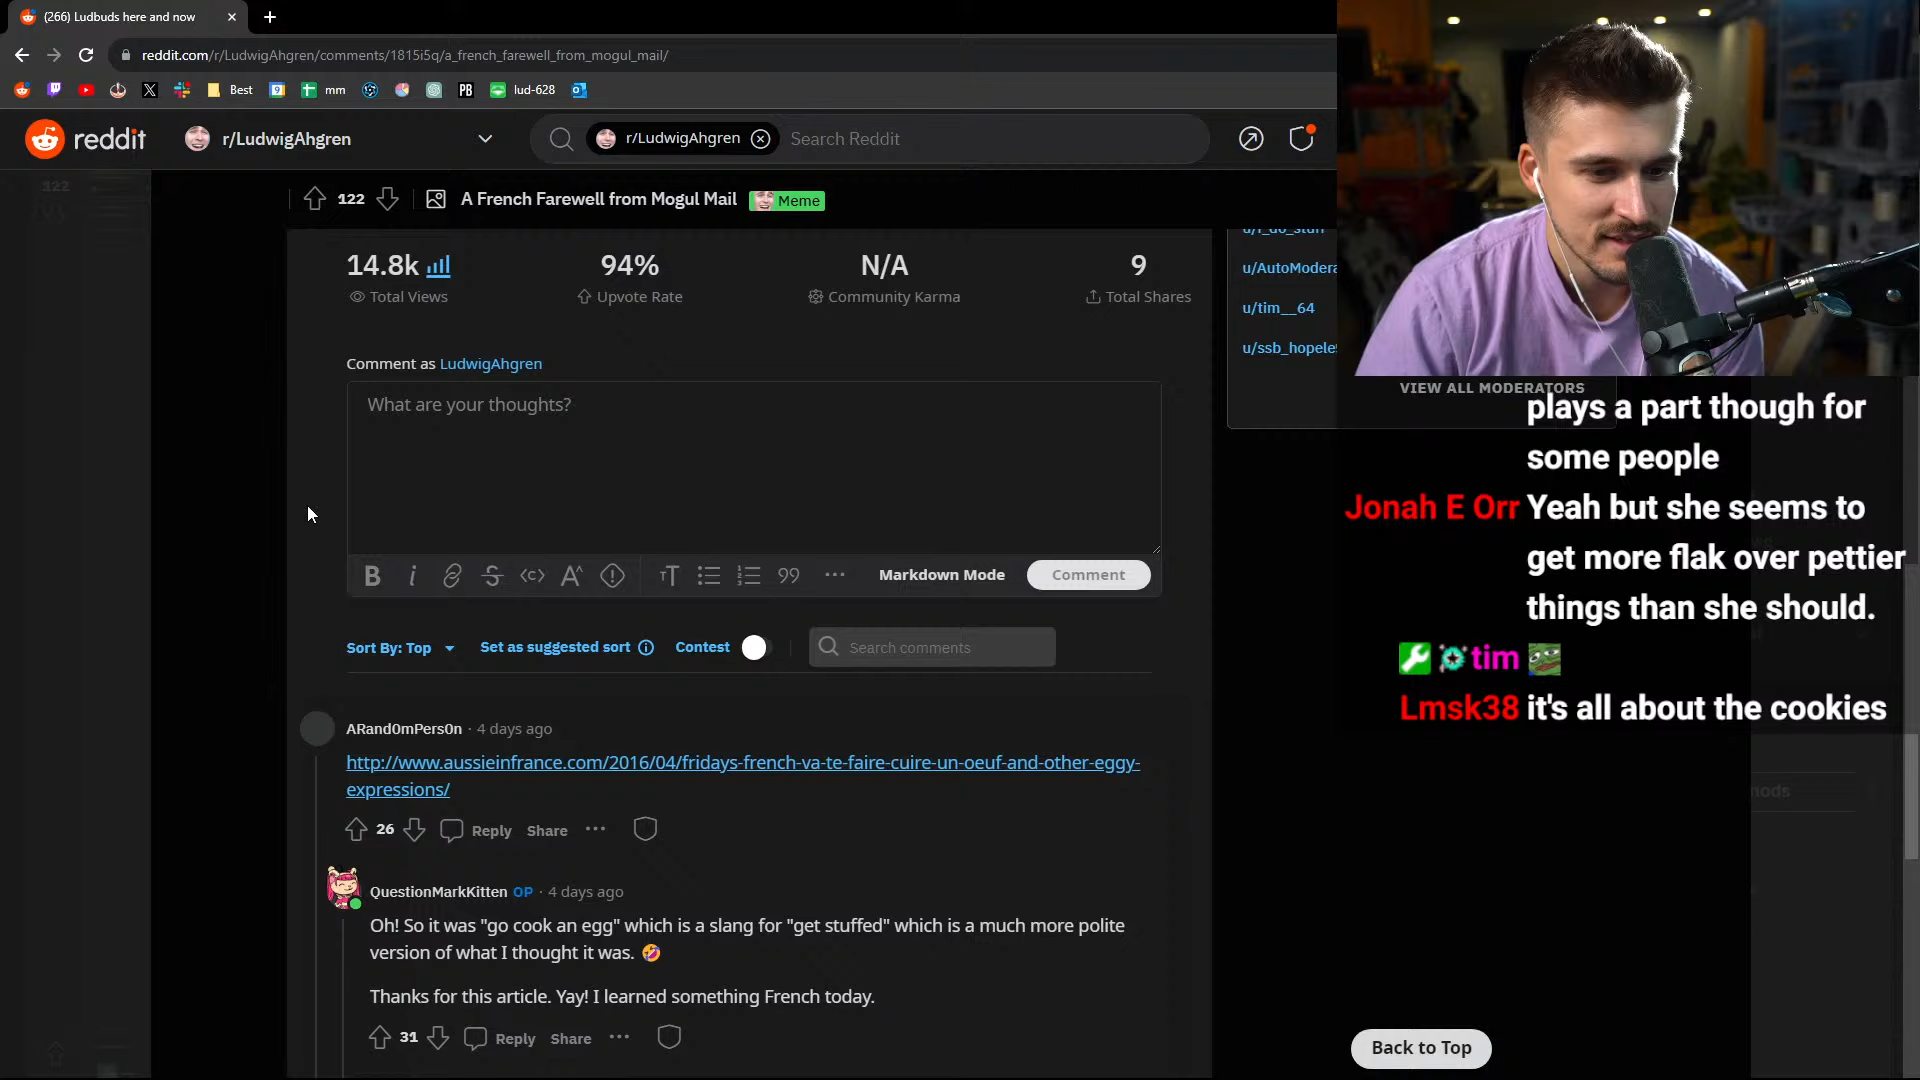 (266) Ludbuds here and now
reddit.com/r/LudwigAhgren/comments/1815i5q/a_french_farewell_from_mogul_mail/
Best
9
mm
PB
lud-628
reddit
r/LudwigAhgren
r/LudwigAhgren
Search Reddit
122
122
A French Farewell from Mogul Mail
Meme
14.8k
94%
N/A
9
Total Views
Upvote Rate
Community Karma
Total Shares
u/AutoModera
u/tim__64
u/ssb_hopele
VIEW ALL MODERATORS
Comment as LudwigAhgren
What are your thoughts?
Markdown Mode
Comment
Sort By: Top
Set as suggested sort
Contest
Search comments
ARand0mPers0n · 4 days ago
http://www.aussieinfrance.com/2016/04/fridays-french-va-te-faire-cuire-un-oeuf-and-other-eggy-
expressions/
26
Reply
Share
QuestionMarkKitten OP · 4 days ago
Oh! So it was "go cook an egg" which is a slang for "get stuffed" which is a much more polite
version of what I thought it was. 🤣
Thanks for this article. Yay! I learned something French today.
31
Reply
Share
plays a part though for
some people
Jonah E Orr Yeah but she seems to
get more flak over pettier
things than she should.
tim
Lmsk38 it's all about the cookies
Back to Top